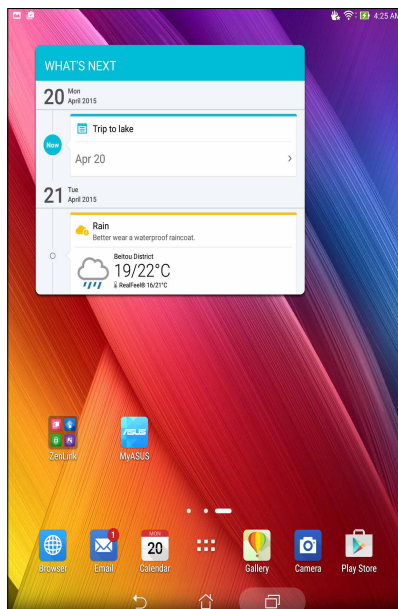 4:25 AM
WHAT'S NEXT
20 Mon
April 2015
Trip to lake
Now
Apr 20
21 Tue
April 2015
Rain
Better wear a waterproof raincoat.
Beitou District
19/22°C
RealFeel® 16/21°C
/SUS
ZenLink
MyASUS
1
MON
20
Browser
Email
Calendar
Gallery
Camera
Play Store